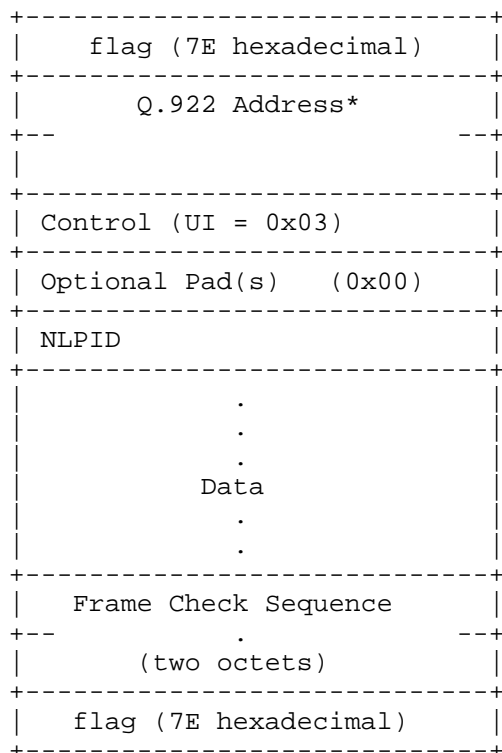 +-----------------------------+
|    flag (7E hexadecimal)    |
+-----------------------------+
|       Q.922 Address*        |
+--                         --+
|                             |
+-----------------------------+
| Control (UI = 0x03)         |
+-----------------------------+
| Optional Pad(s)   (0x00)    |
+-----------------------------+
| NLPID                       |
+-----------------------------+
|             .               |
|             .               |
|             .               |
|           Data              |
|             .               |
|             .               |
+-----------------------------+
|   Frame Check Sequence      |
+--           .             --+
|       (two octets)          |
+-----------------------------+
|   flag (7E hexadecimal)     |
+-----------------------------+